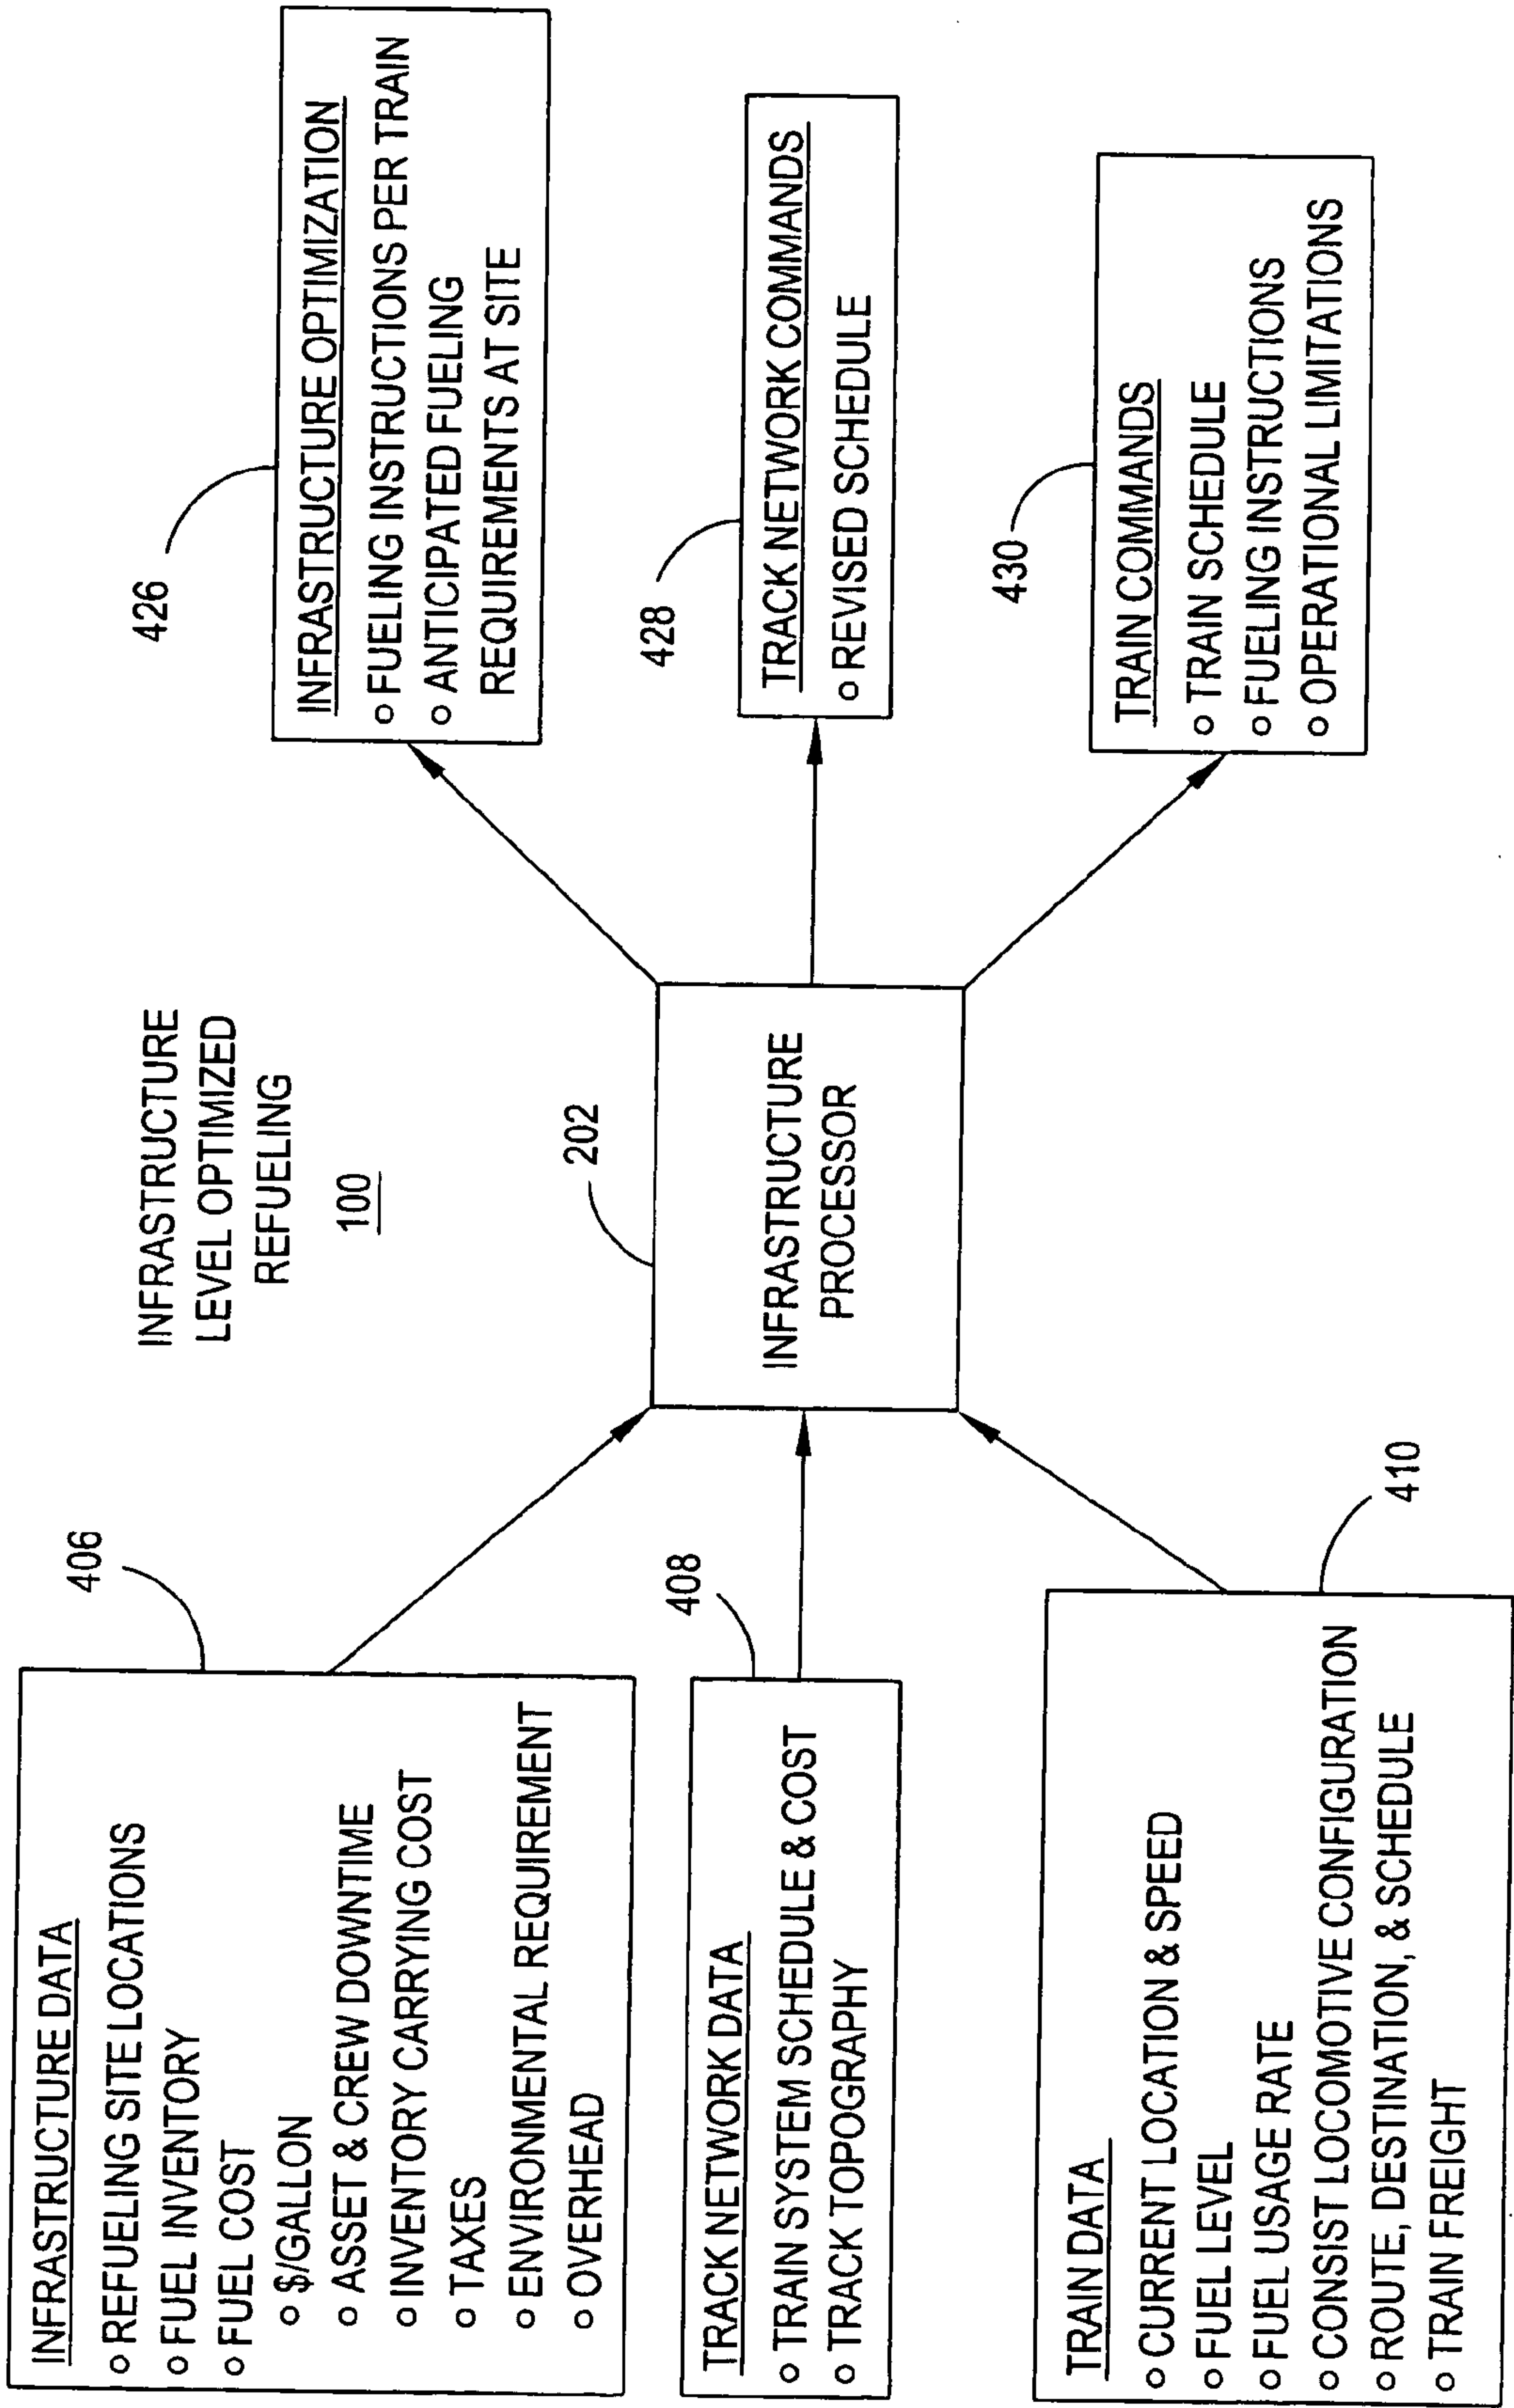 INFRASTRUCTURE
LEVEL OPTIMIZED
REFUELING
100
406
INFRASTRUCTURE DATA
○ REFUELING SITE LOCATIONS
○ FUEL INVENTORY
○ FUEL COST
○ $/GALLON
○ ASSET & CREW DOWNTIME
○ INVENTORY CARRYING COST
○ TAXES
○ ENVIRONMENTAL REQUIREMENT
○ OVERHEAD
408
TRACK NETWORK DATA
○ TRAIN SYSTEM SCHEDULE & COST
○ TRACK TOPOGRAPHY
410
TRAIN DATA
○ CURRENT LOCATION & SPEED
○ FUEL LEVEL
○ FUEL USAGE RATE
○ CONSIST LOCOMOTIVE CONFIGURATION
○ ROUTE, DESTINATION, & SCHEDULE
○ TRAIN FREIGHT
202
INFRASTRUCTURE
PROCESSOR
426
INFRASTRUCTURE OPTIMIZATION
○ FUELING INSTRUCTIONS PER TRAIN
○ ANTICIPATED FUELING
REQUIREMENTS AT SITE
428
TRACK NETWORK COMMANDS
○ REVISED SCHEDULE
430
TRAIN COMMANDS
○ TRAIN SCHEDULE
○ FUELING INSTRUCTIONS
○ OPERATIONAL LIMITATIONS